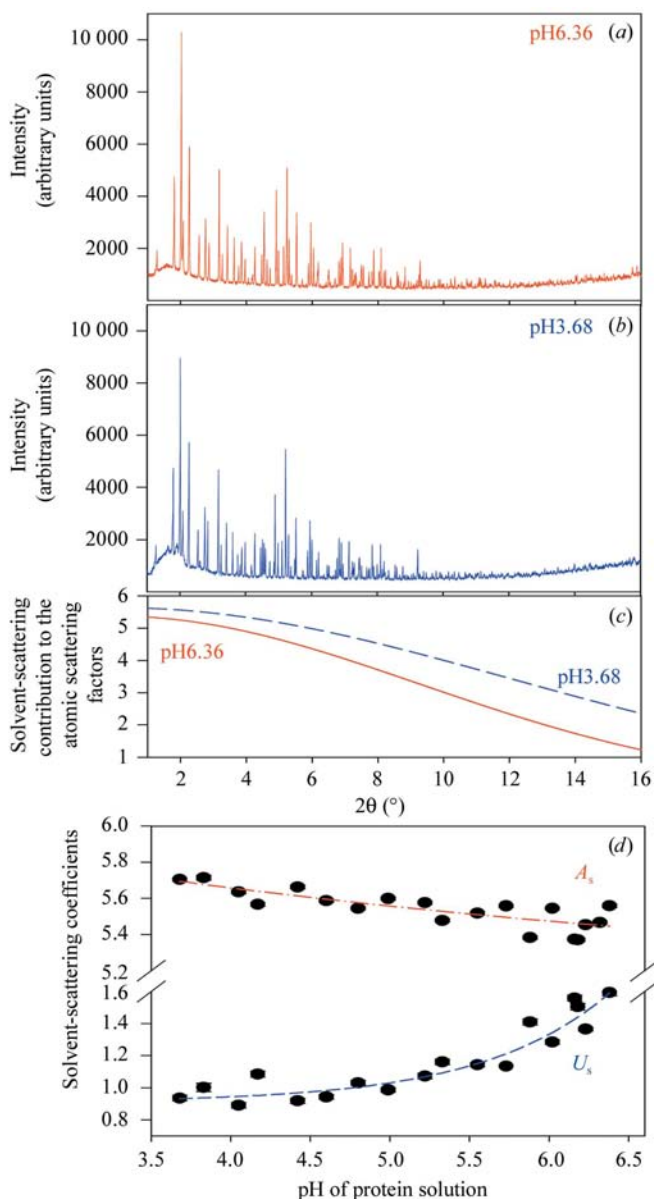 10 000
8000
6000
4000
2000
Intensity
(arbitrary units)
pH6.36
(a)
10 000
8000
6000
4000
2000
Intensity
(arbitrary units)
pH3.68
(b)
6
5
4
3
2
1
Solvent-scattering
contribution to the
atomic scattering
factors
pH6.36
pH3.68
(c)
2 4 6 8 10 12 14 16
2θ (°)
6.0
5.8
5.6
5.4
5.2
1.6
1.4
1.2
1.0
0.8
Solvent-scattering coefficients
(d)
As
Us
3.5 4.0 4.5 5.0 5.5 6.0 6.5
pH of protein solution